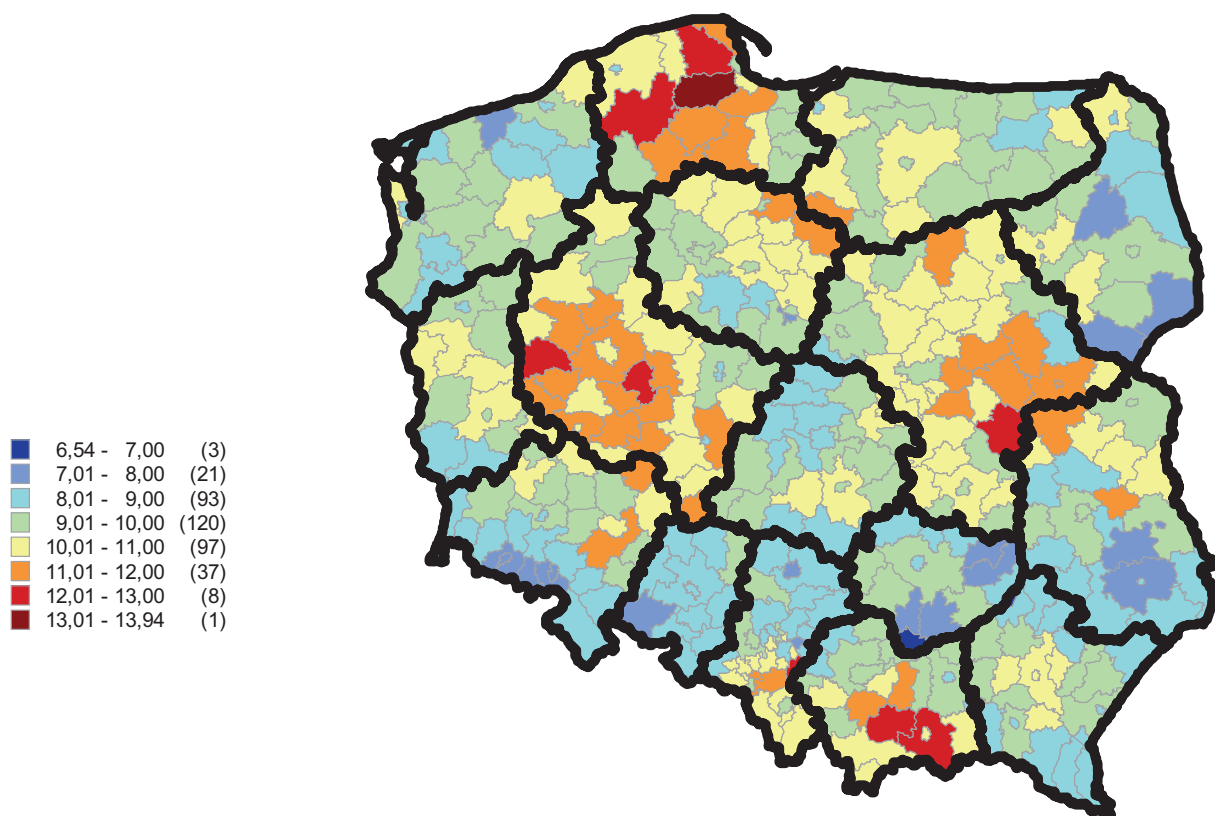 6,54 - 7,00 (3)
7,01 - 8,00 (21)
8,01 - 9,00 (93)
9,01 - 10,00 (120)
10,01 - 11,00 (97)
11,01 - 12,00 (37)
12,01 - 13,00 (8)
13,01 - 13,94 (1)